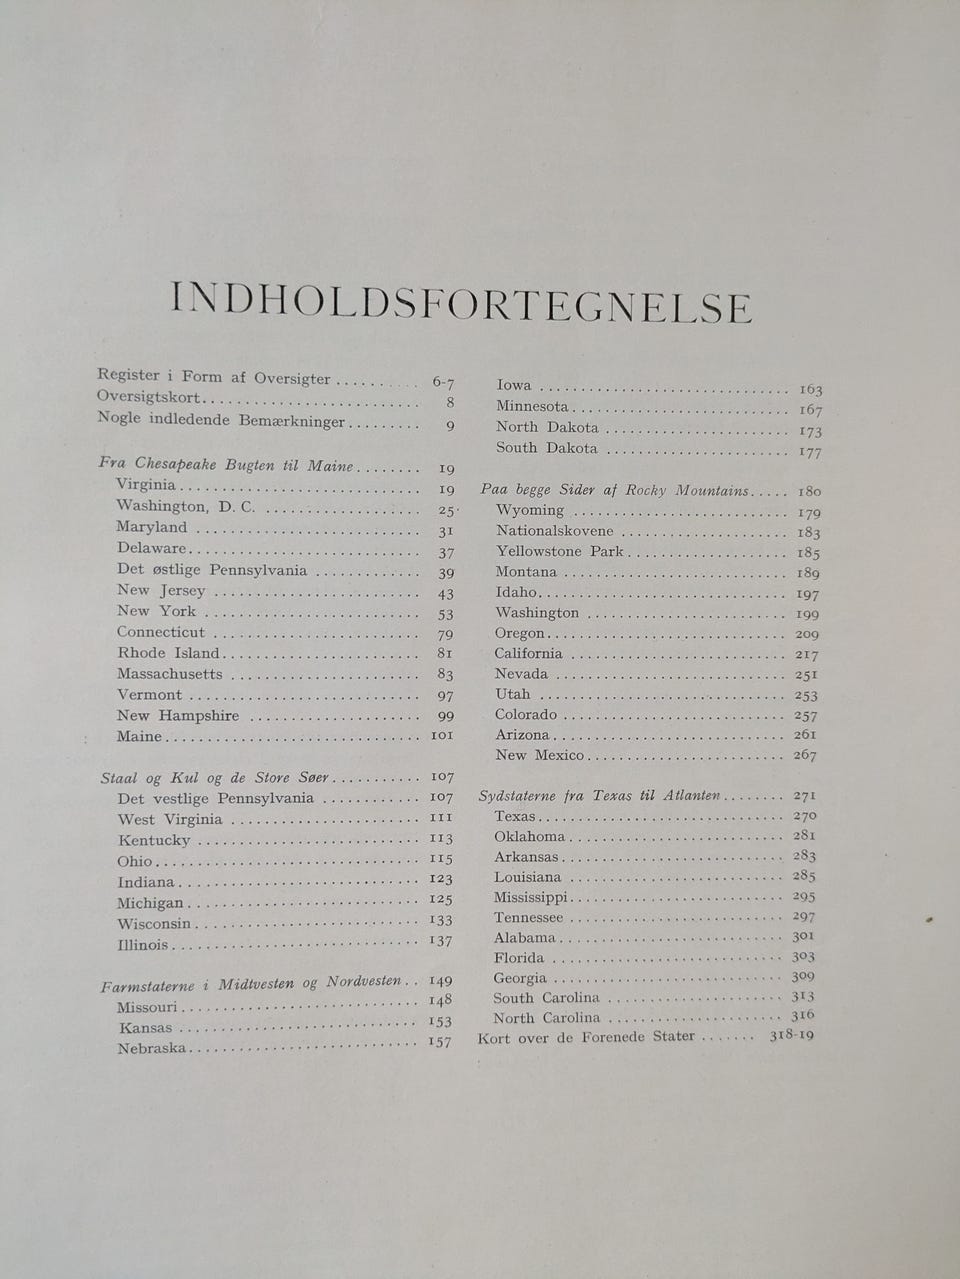 INDHOLDSFORTEGNELSE
Register i Form af Oversigter .......... 6-7
Oversigtskort.......................... 8
Nogle indledende Bemærkninger......... 9
Fra Chesapeake Bugten til Maine........ 19
Virginia............................. 19
Washington, D. C. ................... 25
Maryland ........................... 31
Delaware............................ 37
Det østlige Pennsylvania ............. 39
New Jersey ......................... 43
New York .......................... 53
Connecticut ......................... 79
Rhode Island........................ 81
Massachusetts ....................... 83
Vermont ............................ 97
New Hampshire ..................... 99
Maine............................... 101
Staal og Kul og de Store Søer........... 107
Det vestlige Pennsylvania ............ 107
West Virginia ....................... 111
Kentucky ........................... 113
Ohio................................ 115
Indiana............................. 123
Michigan............................ 125
Wisconsin........................... 133
Illinois.............................. 137
Farmstaterne i Midtvesten og Nordvesten.. 149
Missouri............................. 148
Kansas ............................. 153
Nebraska............................ 157
Iowa .............................. 163
Minnesota.......................... 167
North Dakota ...................... 173
South Dakota ...................... 177
Paa begge Sider af Rocky Mountains..... 180
Wyoming .......................... 179
Nationalskovene .................... 183
Yellowstone Park................... 185
Montana ........................... 189
Idaho.............................. 197
Washington ........................ 199
Oregon............................. 209
California .......................... 217
Nevada ............................ 251
Utah .............................. 253
Colorado ........................... 257
Arizona............................ 261
New Mexico........................ 267
Sydstaterne fra Texas til Atlanten........ 271
Texas.............................. 270
Oklahoma.......................... 281
Arkansas........................... 283
Louisiana .......................... 285
Mississippi.......................... 295
Tennessee .......................... 297
Alabama........................... 301
Florida ............................ 303
Georgia ............................ 309
South Carolina ..................... 313
North Carolina ..................... 316
Kort over de Forenede Stater ....... 318-19